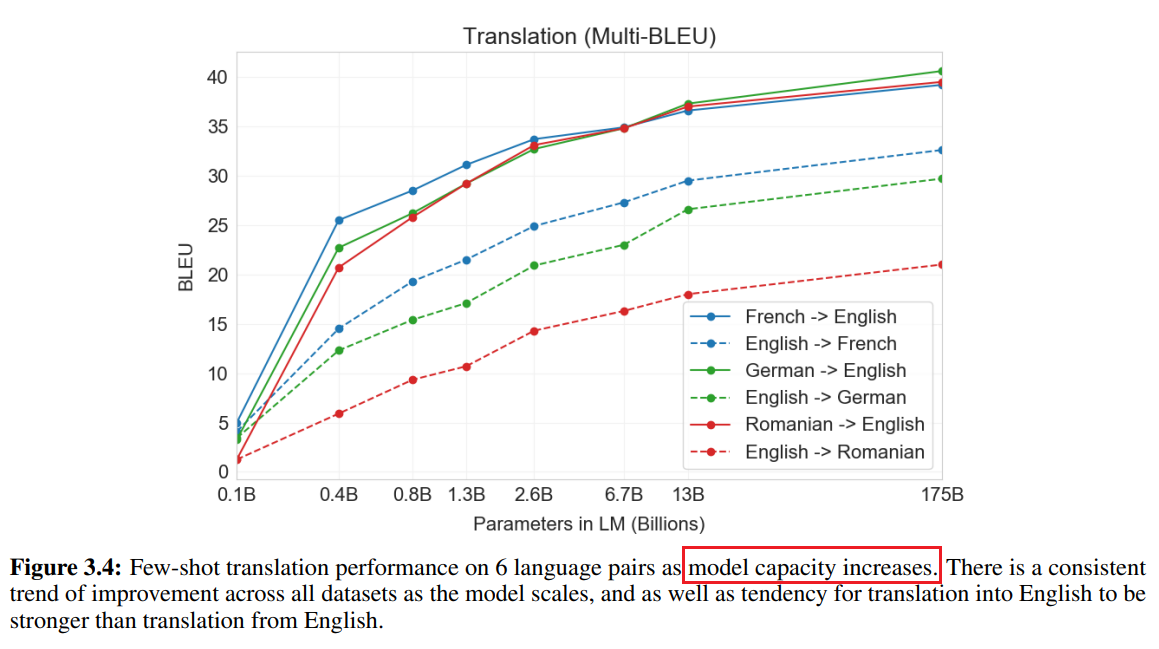 Translation (Multi-BLEU)
40
35
30
25
20
15
10
5
0
BLEU
French -> English
English -> French
German -> English
English -> German
Romanian -> English
English -> Romanian
0.1B 0.4B 0.8B 1.3B 2.6B 6.7B 13B 175B
Parameters in LM (Billions)
Figure 3.4: Few-shot translation performance on 6 language pairs as model capacity increases. There is a consistent
trend of improvement across all datasets as the model scales, and as well as tendency for translation into English to be
stronger than translation from English.